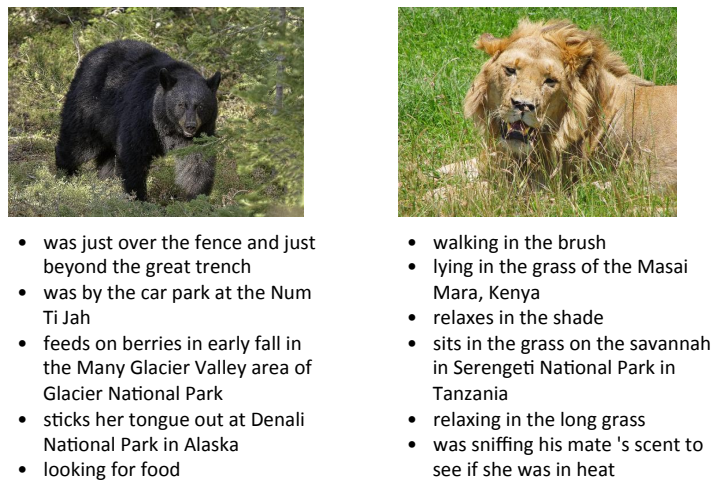 • was just over the fence and just
beyond the great trench
• was by the car park at the Num
Ti Jah
• feeds on berries in early fall in
the Many Glacier Valley area of
Glacier National Park
• sticks her tongue out at Denali
National Park in Alaska
• looking for food
• walking in the brush
• lying in the grass of the Masai
Mara, Kenya
• relaxes in the shade
• sits in the grass on the savannah
in Serengeti National Park in
Tanzania
• relaxing in the long grass
• was sniffing his mate 's scent to
see if she was in heat